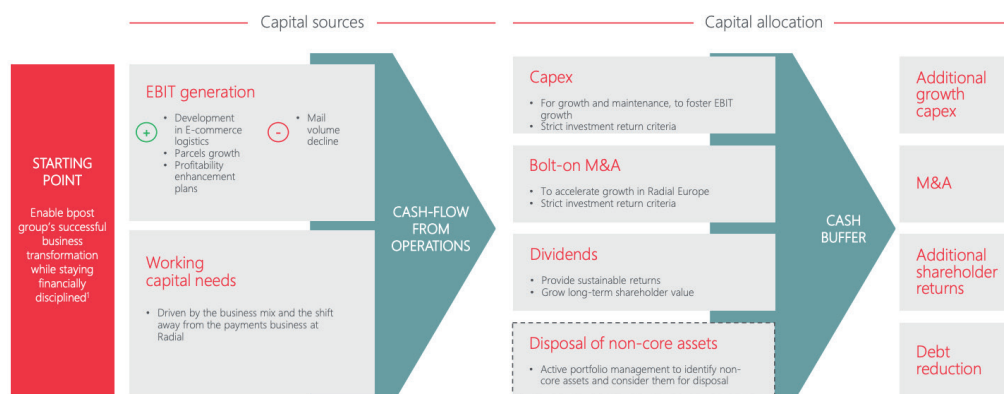 Capital sources
Capital allocation
STARTING
POINT
Enable bpost
group's successful
business
transformation
while staying
financially
disciplined¹
EBIT generation
+
• Development
in E-commerce
logistics
• Parcels growth
• Profitability
enhancement
plans
-
• Mail
volume
decline
Working
capital needs
• Driven by the business mix and the shift
away from the payments business at
Radial
CASH-FLOW
FROM
OPERATIONS
Capex
• For growth and maintenance, to foster EBIT
growth
• Strict investment return criteria
Bolt-on M&A
• To accelerate growth in Radial Europe
• Strict investment return criteria
Dividends
• Provide sustainable returns
• Grow long-term shareholder value
Disposal of non-core assets
• Active portfolio management to identify non-
core assets and consider them for disposal
CASH
BUFFER
Additional
growth
capex
M&A
Additional
shareholder
returns
Debt
reduction